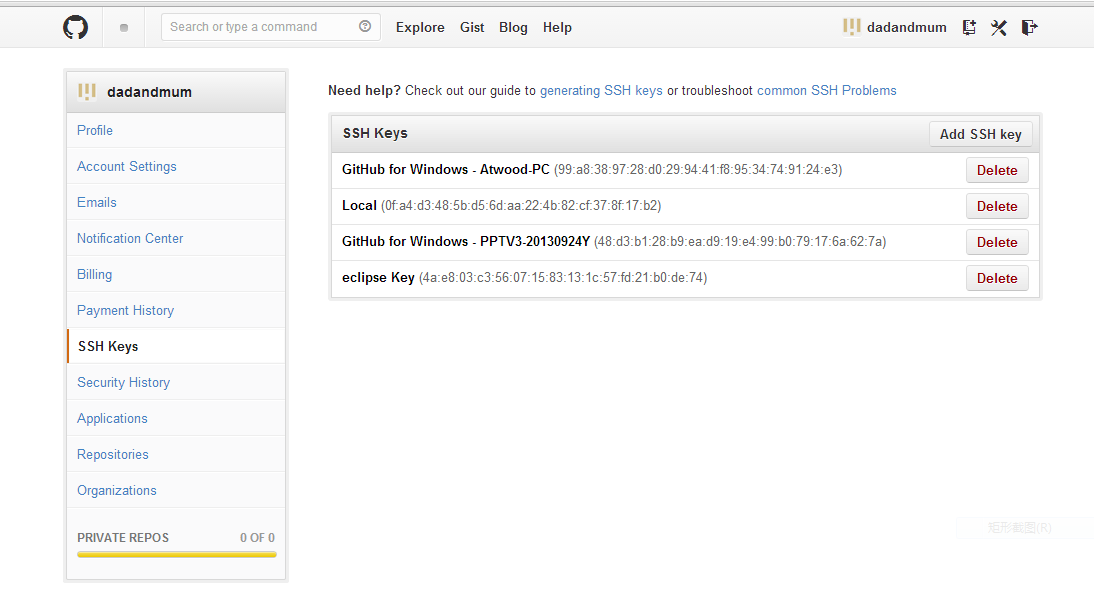 Search or type a command
Explore Gist Blog Help
dadandmum
dadandmum
Profile
Account Settings
Emails
Notification Center
Billing
Payment History
SSH Keys
Security History
Applications
Repositories
Organizations
PRIVATE REPOS 0 OF 0
Need help? Check out our guide to generating SSH keys or troubleshoot common SSH Problems
SSH Keys Add SSH key
GitHub for Windows - Atwood-PC (99:a8:38:97:28:d0:29:94:41:f8:95:34:74:91:24:e3) Delete
Local (0f:a4:d3:48:5b:d5:6d:aa:22:4b:82:cf:37:8f:17:b2) Delete
GitHub for Windows - PPTV3-20130924Y (48:d3:b1:28:b9:ea:d9:19:e4:99:b0:79:17:6a:62:7a) Delete
eclipse Key (4a:e8:03:c3:56:07:15:83:13:1c:57:fd:21:b0:de:74) Delete
矩形截图(R)